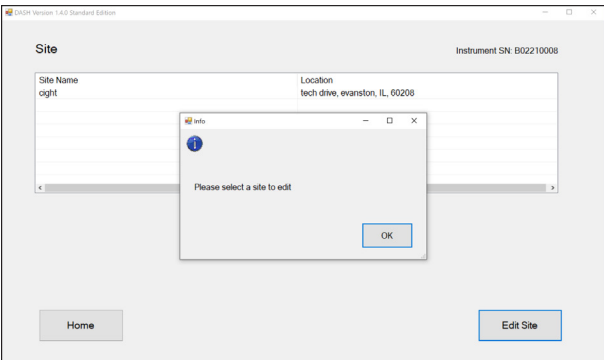 DASH Version 1.4.0 Standard Edition
Site
Instrument SN: B02210008
Site Name Location
cight tech drive, evanston, IL, 60208
Info
Please select a site to edit
OK
Home
Edit Site